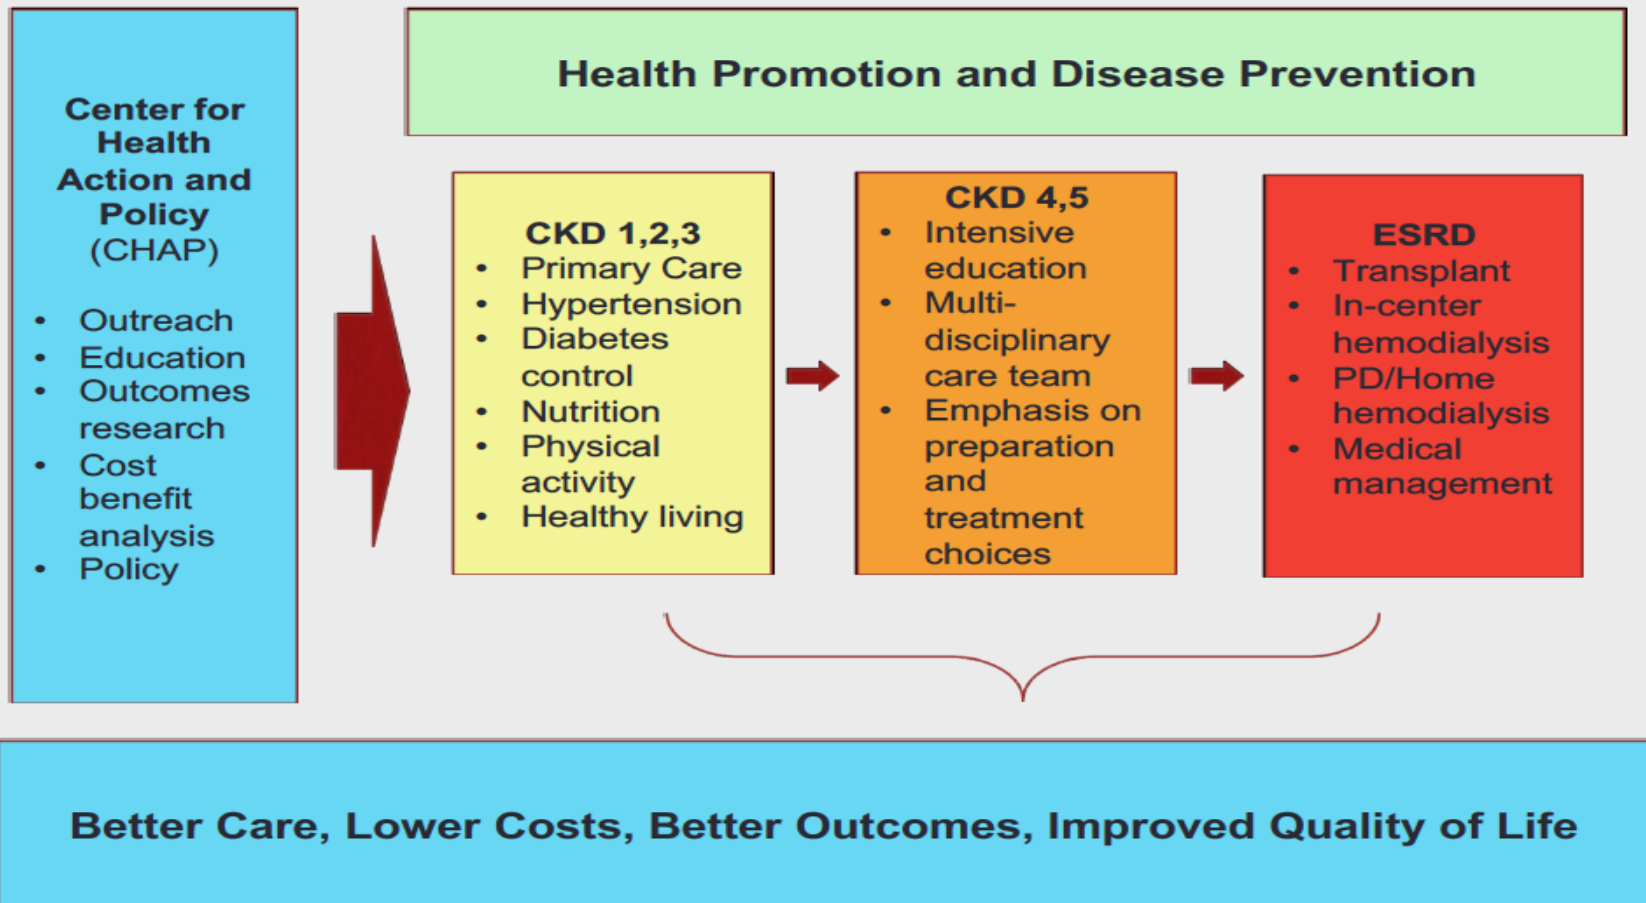 Center for
Health
Action and
Policy
(CHAP)
• Outreach
• Education
• Outcomes
research
• Cost
benefit
analysis
• Policy
Health Promotion and Disease Prevention
CKD 1,2,3
• Primary Care
• Hypertension
• Diabetes
control
• Nutrition
• Physical
activity
• Healthy living
CKD 4,5
• Intensive
education
• Multi-
disciplinary
care team
• Emphasis on
preparation
and
treatment
choices
ESRD
• Transplant
• In-center
hemodialysis
• PD/Home
hemodialysis
• Medical
management
Better Care, Lower Costs, Better Outcomes, Improved Quality of Life